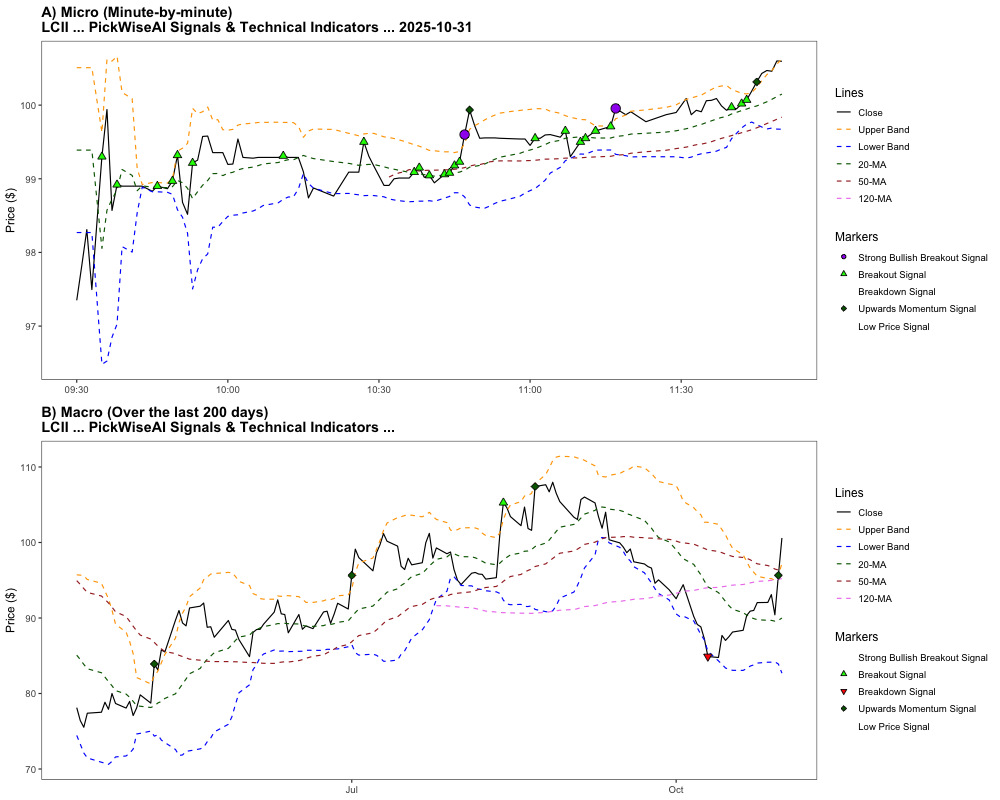 A) Micro (Minute-by-minute)
LCII ... PickWiseAI Signals & Technical Indicators ... 2025-10-31
Price ($)
100
99
98
97
09:30
10:00
10:30
11:00
11:30
Lines
Close
Upper Band
Lower Band
20-MA
50-MA
120-MA
Markers
Strong Bullish Breakout Signal
Breakout Signal
Breakdown Signal
Upwards Momentum Signal
Low Price Signal
B) Macro (Over the last 200 days)
LCII ... PickWiseAI Signals & Technical Indicators ...
Price ($)
110
100
90
80
70
Jul
Oct
Lines
Close
Upper Band
Lower Band
20-MA
50-MA
120-MA
Markers
Strong Bullish Breakout Signal
Breakout Signal
Breakdown Signal
Upwards Momentum Signal
Low Price Signal